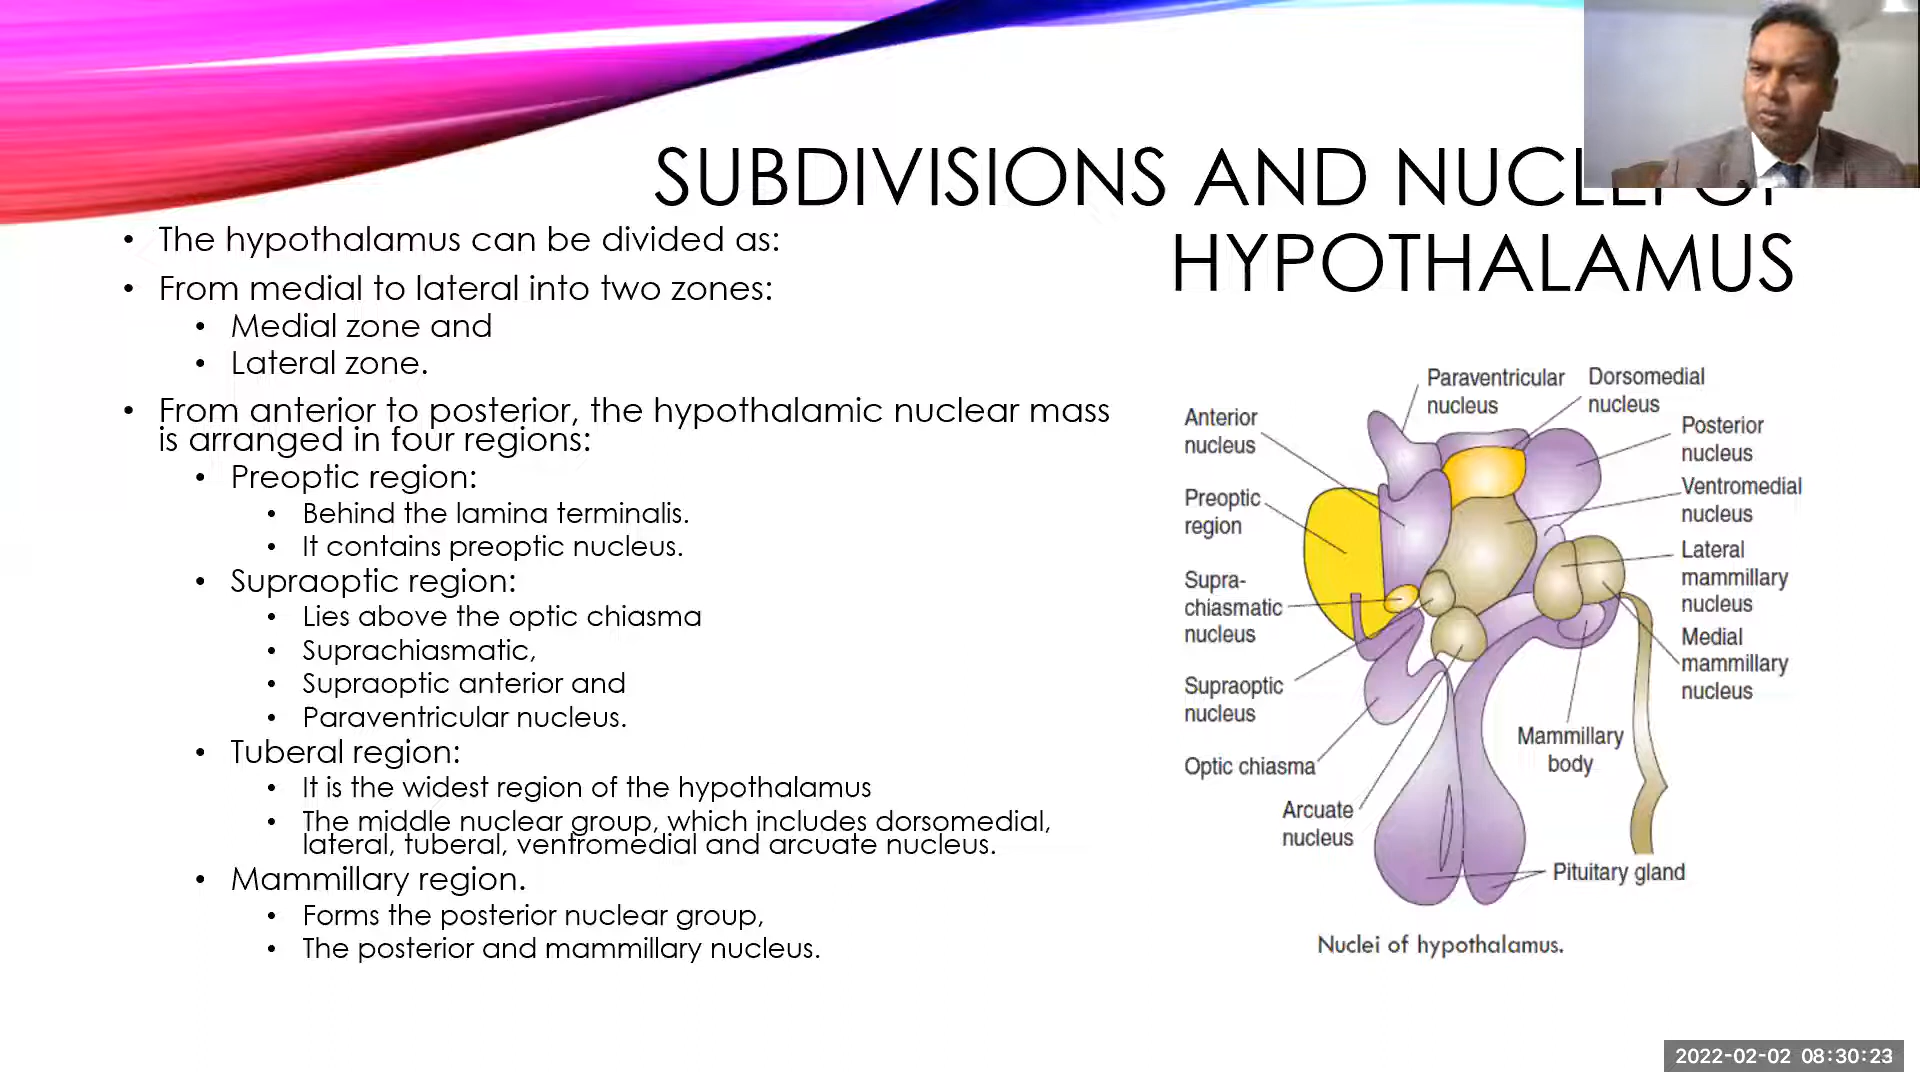 SUBDIVISIONS AND NUCLEI OF
HYPOTHALAMUS
• The hypothalamus can be divided as:
• From medial to lateral into two zones:
• Medial zone and
• Lateral zone.
• From anterior to posterior, the hypothalamic nuclear mass
is arranged in four regions:
• Preoptic region:
• Behind the lamina terminalis.
• It contains preoptic nucleus.
• Supraoptic region:
• Lies above the optic chiasma
• Suprachiasmatic,
• Supraoptic anterior and
• Paraventricular nucleus.
• Tuberal region:
• It is the widest region of the hypothalamus
• The middle nuclear group, which includes dorsomedial,
lateral, tuberal, ventromedial and arcuate nucleus.
• Mammillary region.
• Forms the posterior nuclear group,
• The posterior and mammillary nucleus.
Paraventricular
nucleus
Dorsomedial
nucleus
Anterior
nucleus
Posterior
nucleus
Preoptic
region
Ventromedial
nucleus
Supra-
chiasmatic
nucleus
Lateral
mammillary
nucleus
Medial
mammillary
nucleus
Supraoptic
nucleus
Mammillary
body
Optic chiasma
Arcuate
nucleus
Pituitary gland
Nuclei of hypothalamus.
2022-02-02 08:30:23